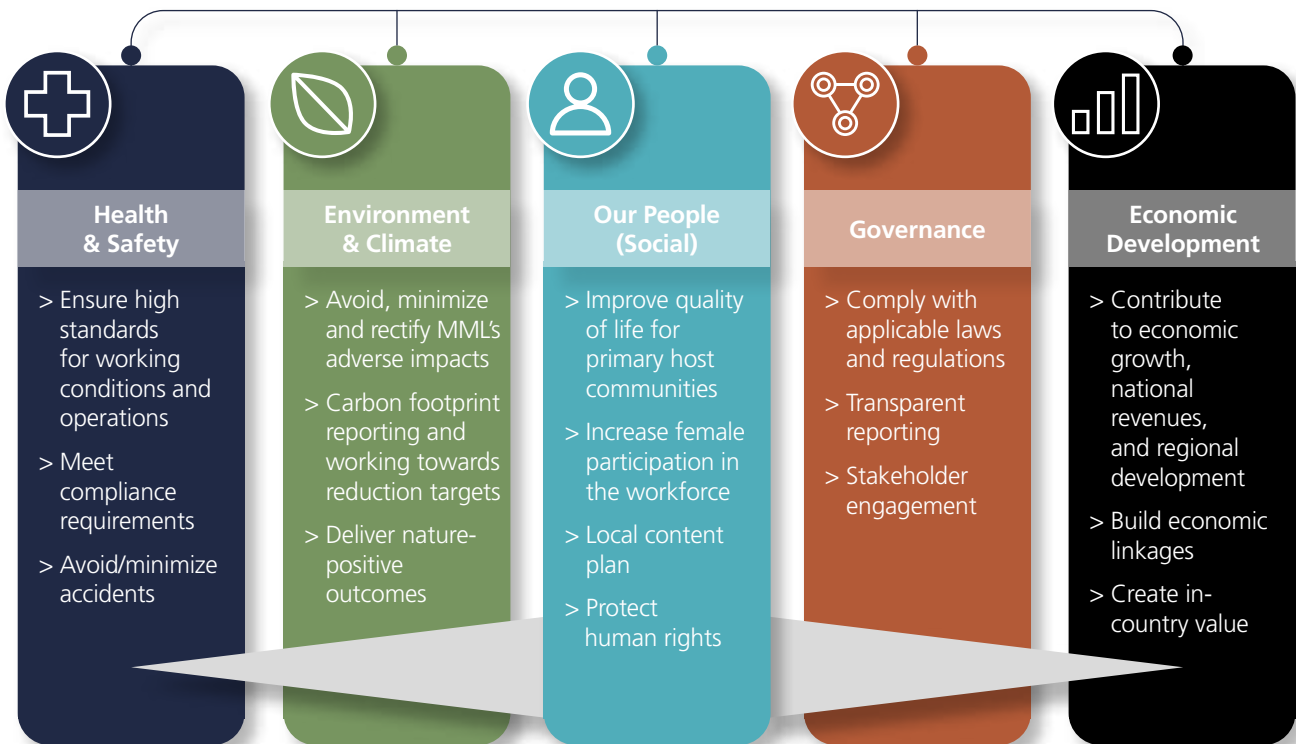 Health
& Safety
> Ensure high
standards
for working
conditions and
operations
> Meet
compliance
requirements
> Avoid/minimize
accidents
Environment
& Climate
> Avoid, minimize
and rectify MML's
adverse impacts
> Carbon footprint
reporting and
working towards
reduction targets
> Deliver nature-
positive
outcomes
Our People
(Social)
> Improve quality
of life for
primary host
communities
> Increase female
participation in
the workforce
> Local content
plan
> Protect
human rights
Governance
> Comply with
applicable laws
and regulations
> Transparent
reporting
> Stakeholder
engagement
Economic
Development
> Contribute
to economic
growth,
national
revenues,
and regional
development
> Build economic
linkages
> Create in-
country value